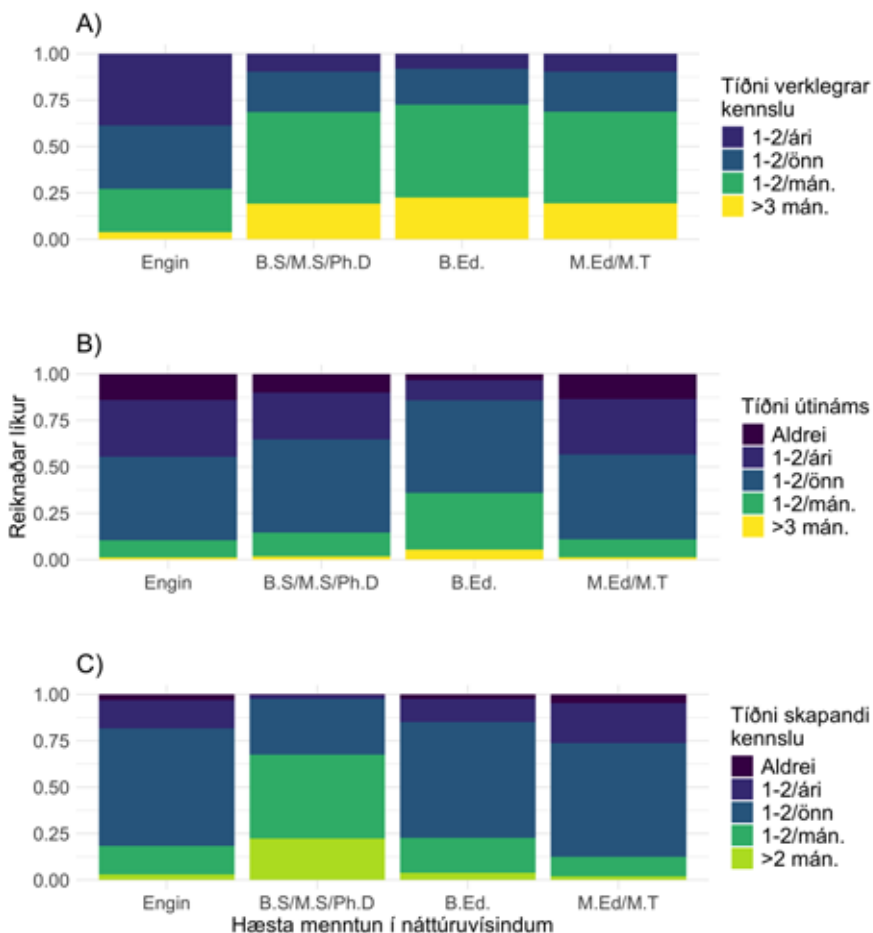 A)
1.00
0.75
0.50
0.25
0.00
Engin
B.S/M.S/Ph.D
B.Ed.
M.Ed/M.T
Tíðni verklegrar
kennslu
1-2/ári
1-2/önn
1-2/mán.
>3 mán.
B)
Reiknaðar líkur
1.00
0.75
0.50
0.25
0.00
Engin
B.S/M.S/Ph.D
B.Ed.
M.Ed/M.T
Tíðni útináms
Aldrei
1-2/ári
1-2/önn
1-2/mán.
>3 mán.
C)
1.00
0.75
0.50
0.25
0.00
Engin
B.S/M.S/Ph.D
B.Ed.
M.Ed/M.T
Hæsta menntun í náttúruvísindum
Tíðni skapandi
kennslu
Aldrei
1-2/ári
1-2/önn
1-2/mán.
>2 mán.